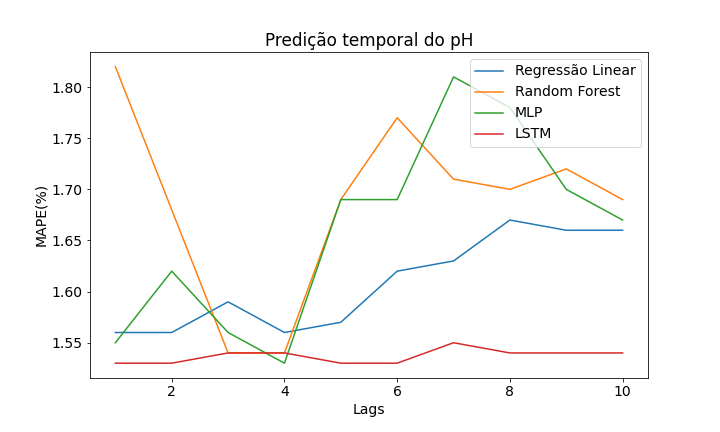 Predição temporal do pH
Regressão Linear
Random Forest
MLP
LSTM
MAPE(%)
1.80
1.75
1.70
1.65
1.60
1.55
2 4 6 8 10
Lags